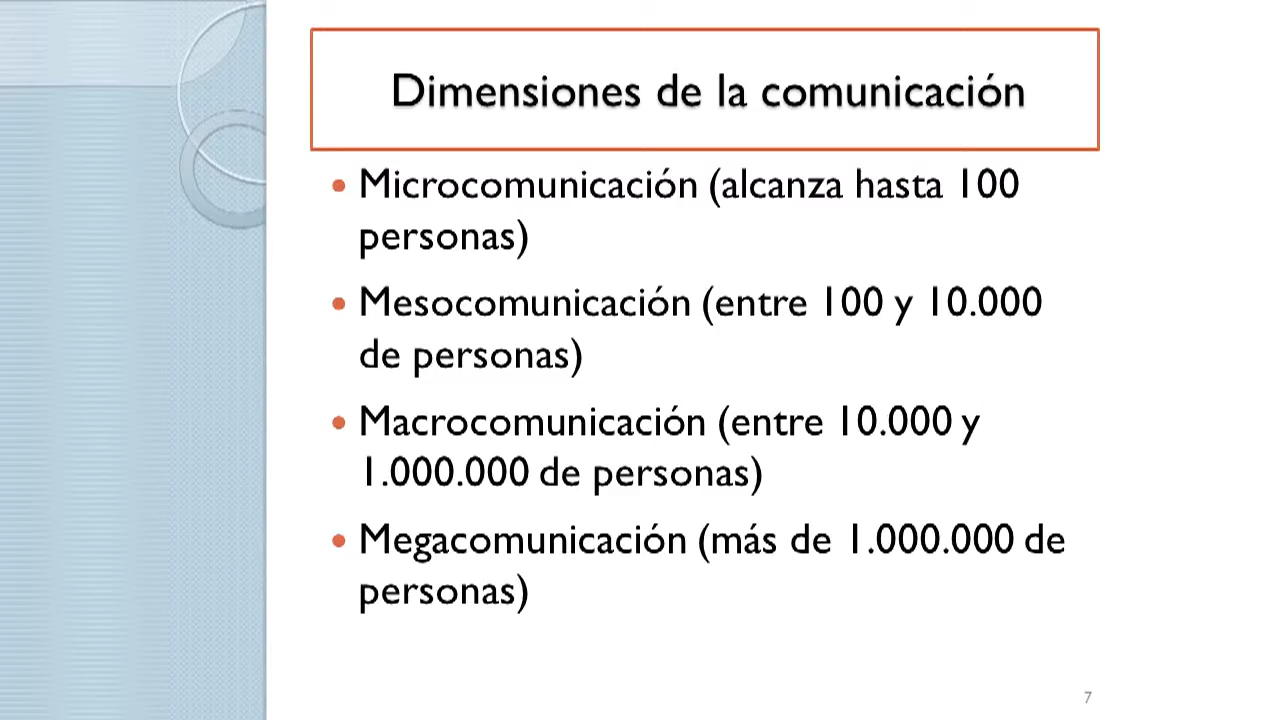 Dimensiones de la comunicación
• Microcomunicación (alcanza hasta 100
personas)
• Mesocomunicación (entre 100 y 10.000
de personas)
• Macrocomunicación (entre 10.000 y
1.000.000 de personas)
• Megacomunicación (más de 1.000.000 de
personas)
7